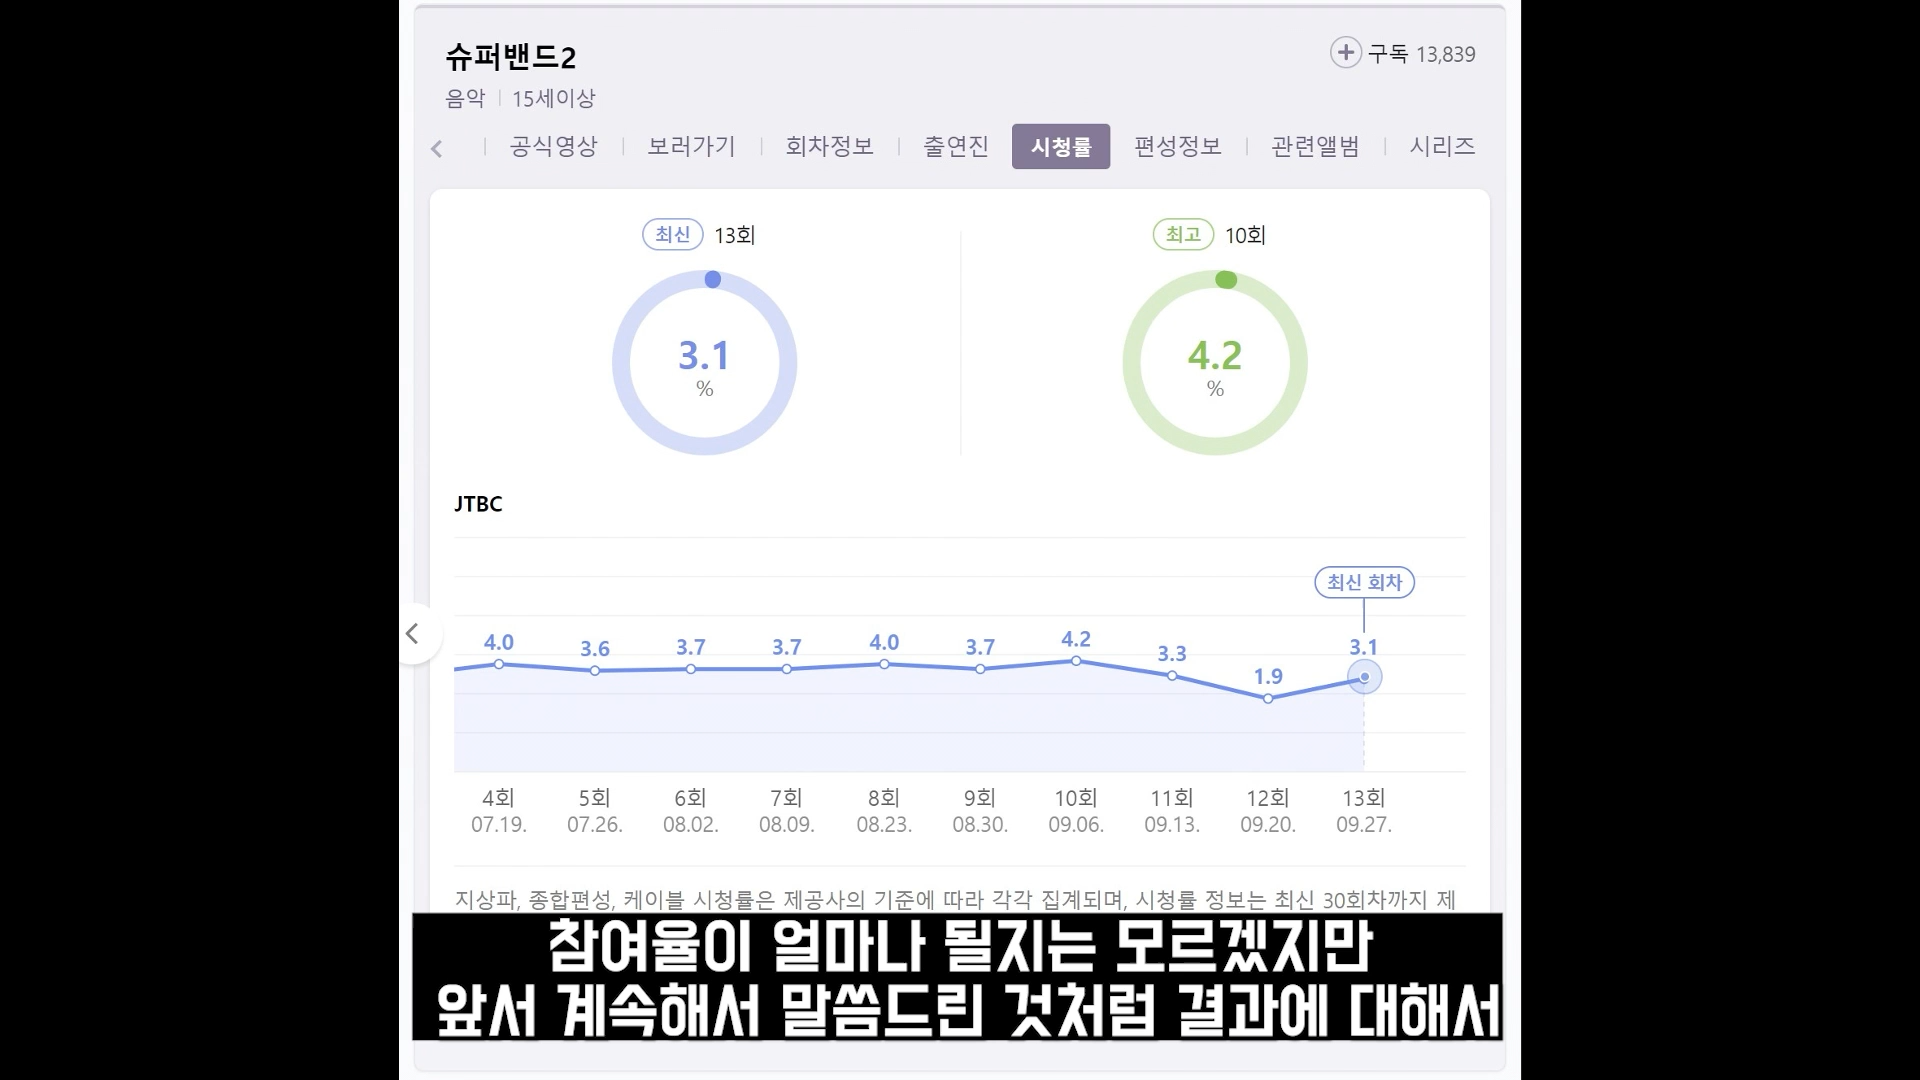 슈퍼밴드2
구독 13,839
음악 15세이상
공식영상 보러가기 회차정보 출연진 시청률 편성정보 관련앨범 시리즈
최신 13회
최고 10회
3.1
%
4.2
%
JTBC
최신 회차
4.0 3.6 3.7 3.7 4.0 3.7 4.2 3.3 1.9 3.1
4회 5회 6회 7회 8회 9회 10회 11회 12회 13회
07.19. 07.26. 08.02. 08.09. 08.23. 08.30. 09.06. 09.13. 09.20. 09.27.
지상파, 종합편성, 케이블 시청률은 제공사의 기준에 따라 각각 집계되며, 시청률 정보는 최신 30회차까지 제
참여율이 얼마나 될지는 모르겠지만
앞서 계속해서 말씀드린 것처럼 결과에 대해서